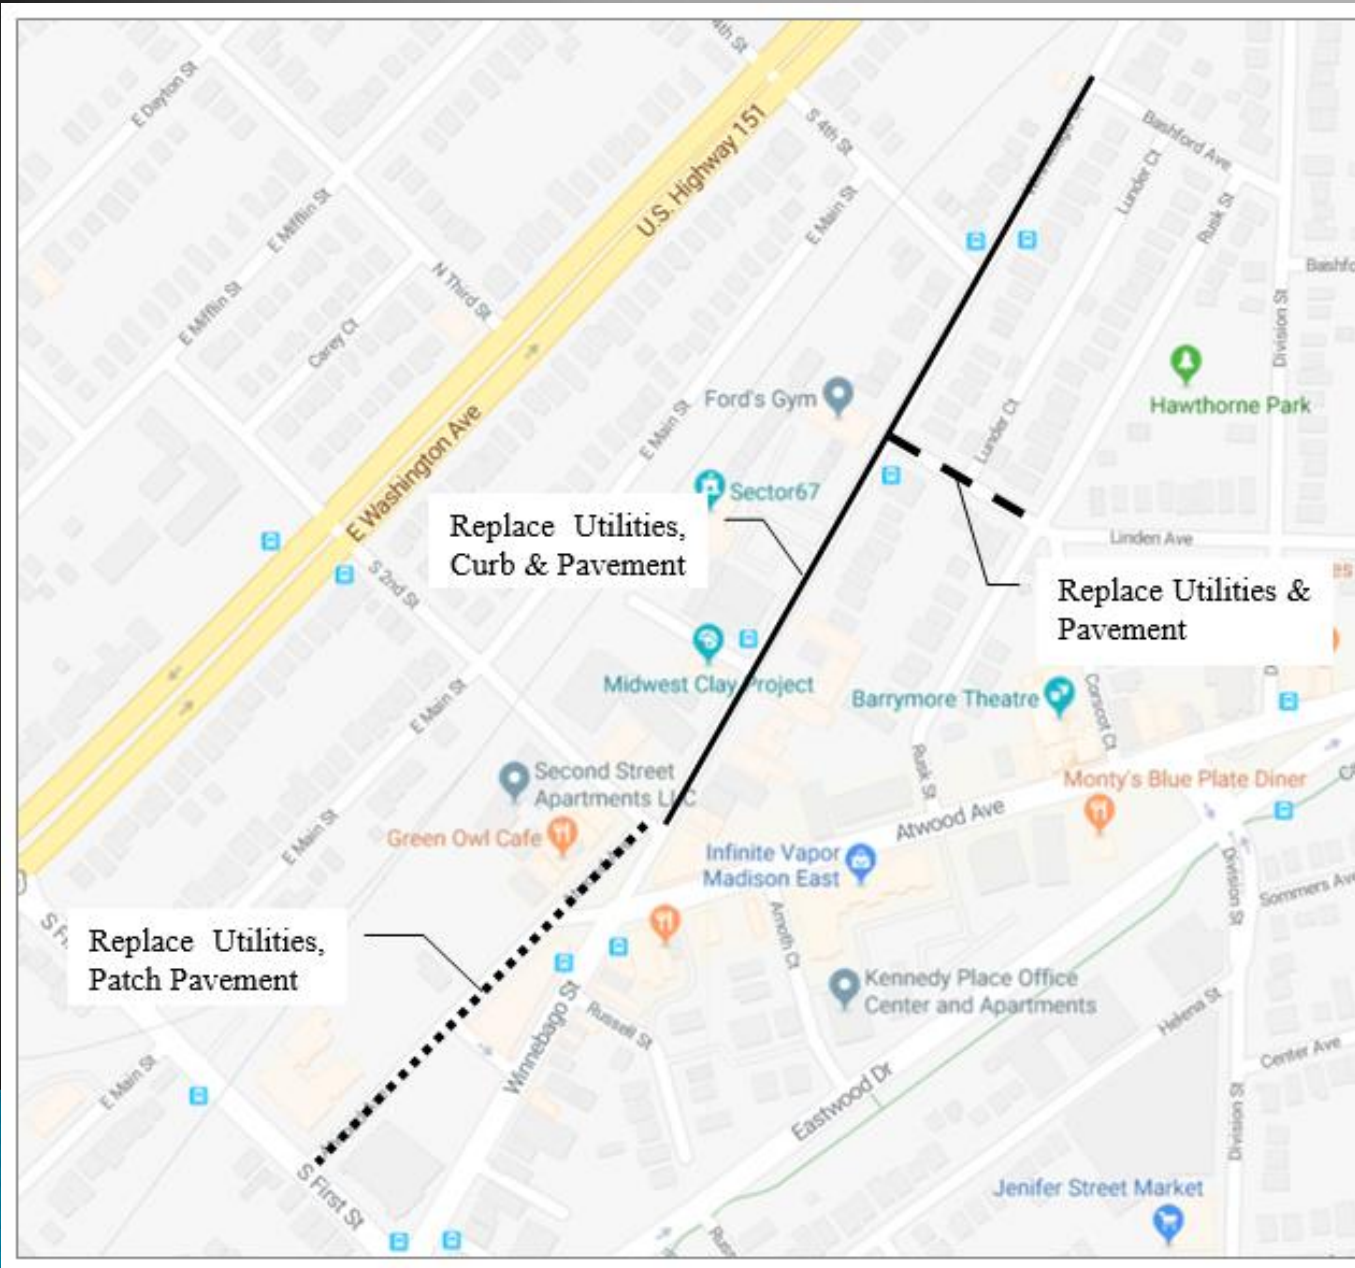 4th St
E Dayton St
U.S. Highway 151
S 4th St
Bashford Ave
Lunder Ct
Rusk St
E Mifflin St
E Main St
N Third St
E Mifflin St
Carey Ct
Division St
Ford's Gym
Hawthorne Park
E Main St
Lunder Ct
E Washington Ave
Sector67
Replace Utilities,
Curb & Pavement
Linden Ave
S 2nd St
Replace Utilities &
Pavement
Midwest Clay Project
Barrymore Theatre
E Main St
Corscot Ct
Rusk St
Second Street
Apartments LLC
Monty's Blue Plate Diner
Green Owl Cafe
E Main St
Atwood Ave
Infinite Vapor
Madison East
Division St
Sommers Ave
Replace Utilities,
Patch Pavement
Amoth Ct
Kennedy Place Office
Center and Apartments
Winnebago St
Russell St
Helena St
Center Ave
E Main St
Eastwood Dr
Division St
S First St
Jenifer Street Market